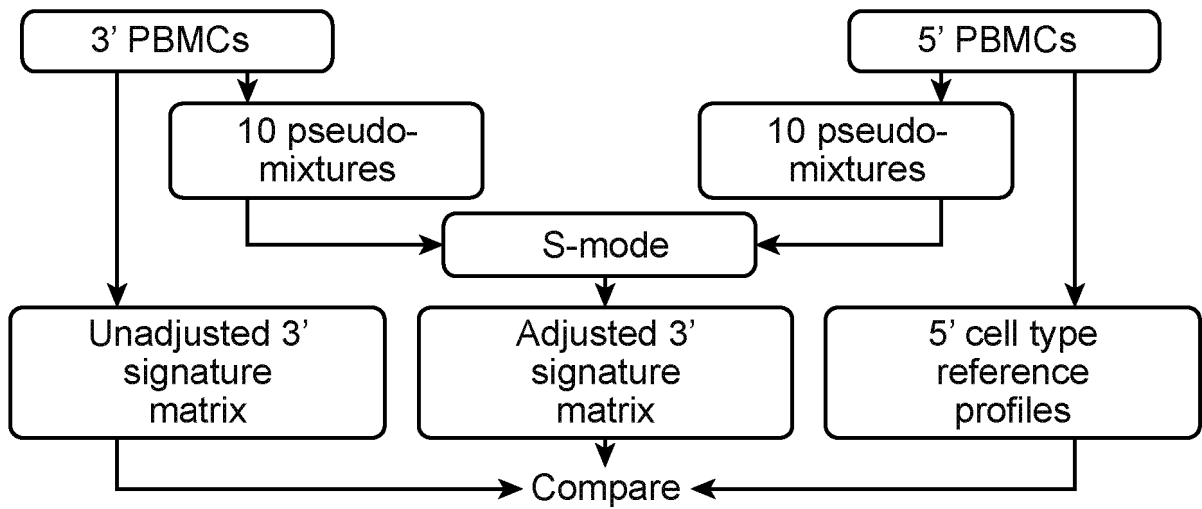 3’ PBMCs
5’ PBMCs
10 pseudo-
mixtures
10 pseudo-
mixtures
S-mode
Unadjusted 3’
signature
matrix
Adjusted 3’
signature
matrix
5’ cell type
reference
profiles
Compare